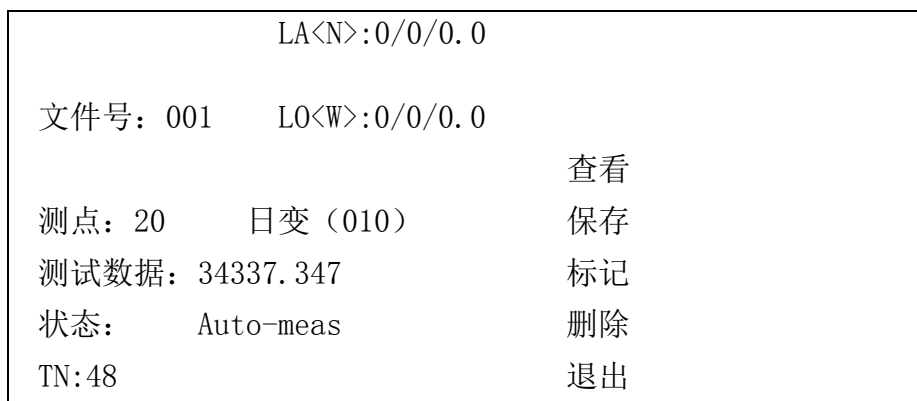 LA<N>:0/0/0.0
文件号：001 LO<W>:0/0/0.0
查看
测点：20 日变（010） 保存
测试数据：34337.347 标记
状态： Auto-meas 删除
TN:48 退出